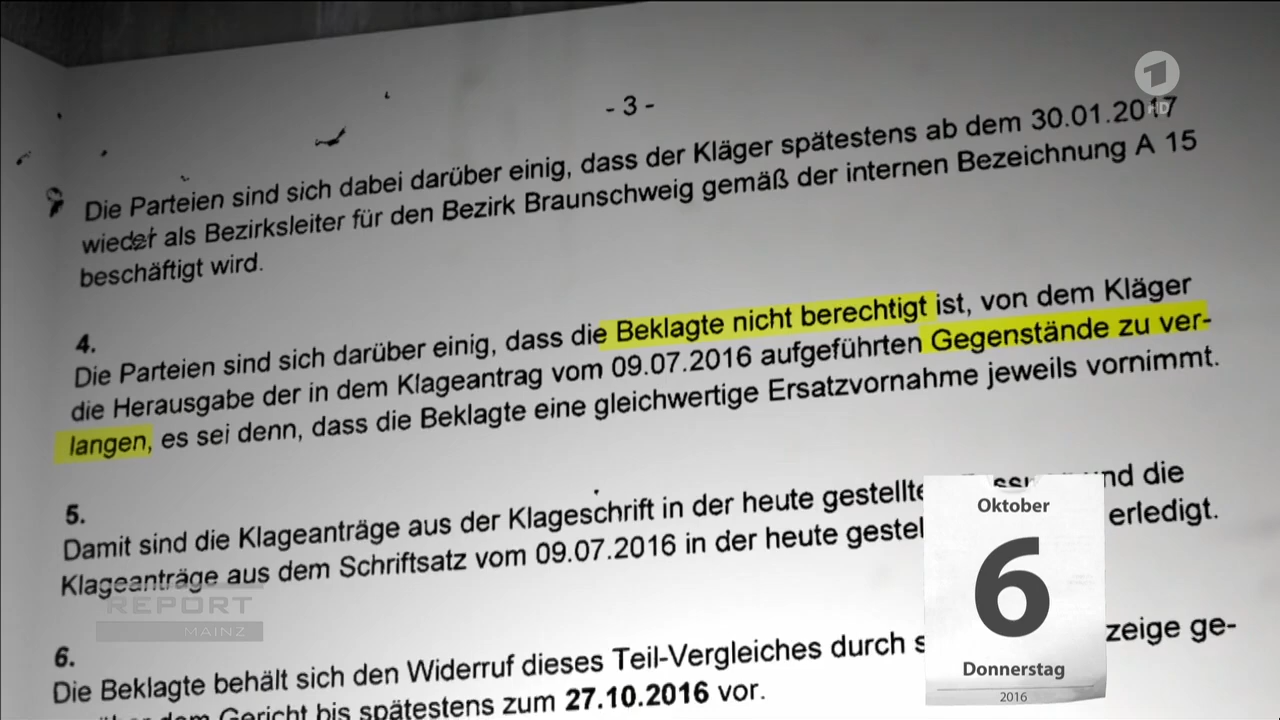 1
HD
- 3 -
Die Parteien sind sich dabei darüber einig, dass der Kläger spätestens ab dem 30.01.2017
wieder als Bezirksleiter für den Bezirk Braunschweig gemäß der internen Bezeichnung A 15
beschäftigt wird.
4.
Die Parteien sind sich darüber einig, dass die Beklagte nicht berechtigt ist, von dem Kläger
die Herausgabe der in dem Klageantrag vom 09.07.2016 aufgeführten Gegenstände zu ver-
langen, es sei denn, dass die Beklagte eine gleichwertige Ersatzvornahme jeweils vornimmt.
5.
Damit sind die Klageanträge aus der Klageschrift in der heute gestellte und die
Klageanträge aus dem Schriftsatz vom 09.07.2016 in der heute gestel erledigt.
6.
Die Beklagte behält sich den Widerruf dieses Teil-Vergleiches durch s zeige ge-
dem Gericht bis spätestens zum 27.10.2016 vor.
REPORT
MAINZ
Oktober
6
Donnerstag
2016